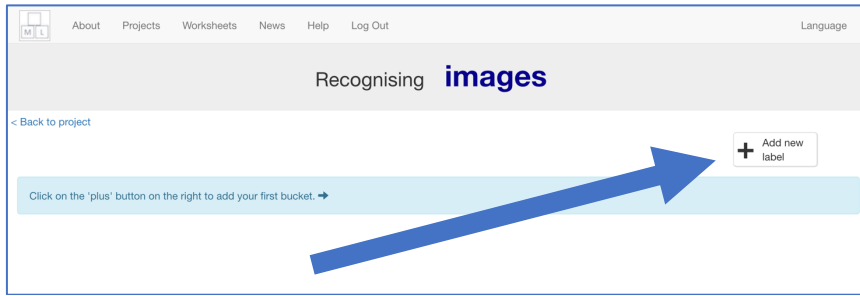 M L About Projects Worksheets News Help Log Out Language
Recognising images
< Back to project
Add new
label
Click on the 'plus' button on the right to add your first bucket. ➔